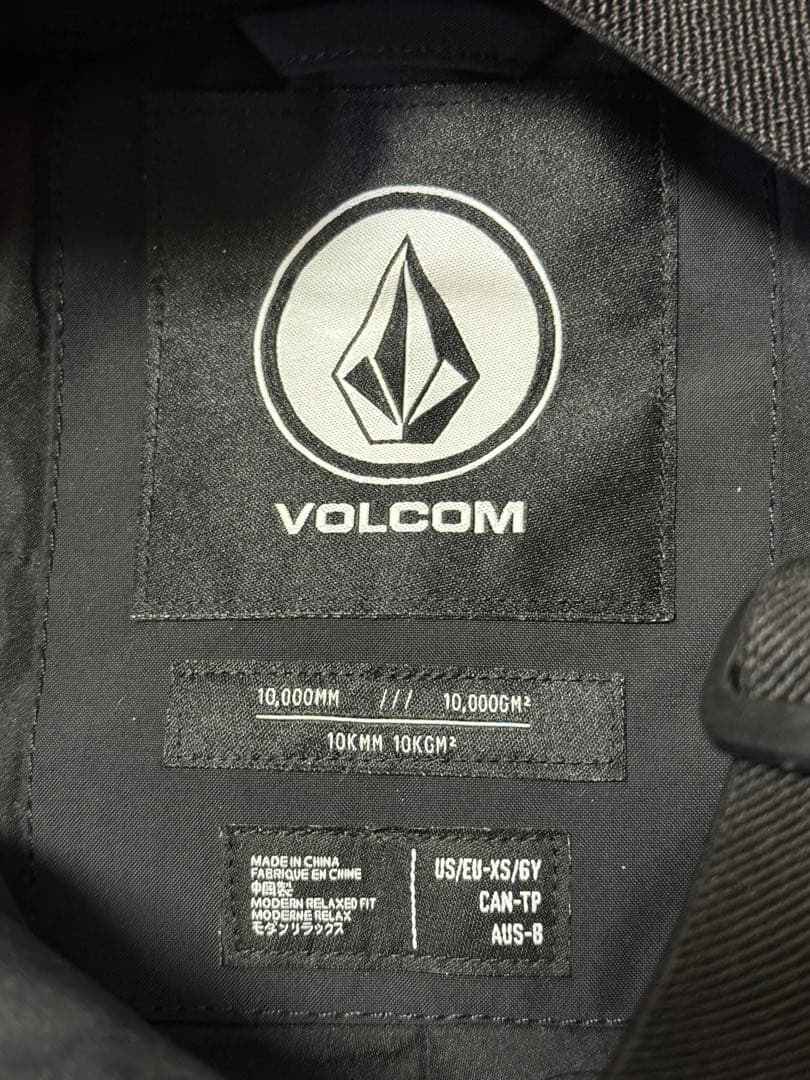 VOLCOM
10,000MM /// 10,000GM²
10KMM 10KGM²
MADE IN CHINA
FABRIQUE EN CHINE
中国製
MODERN RELAXED FIT
MODERNE RELAX
モダンリラックス
US/EU-XS/6Y
CAN-TP
AUS-8